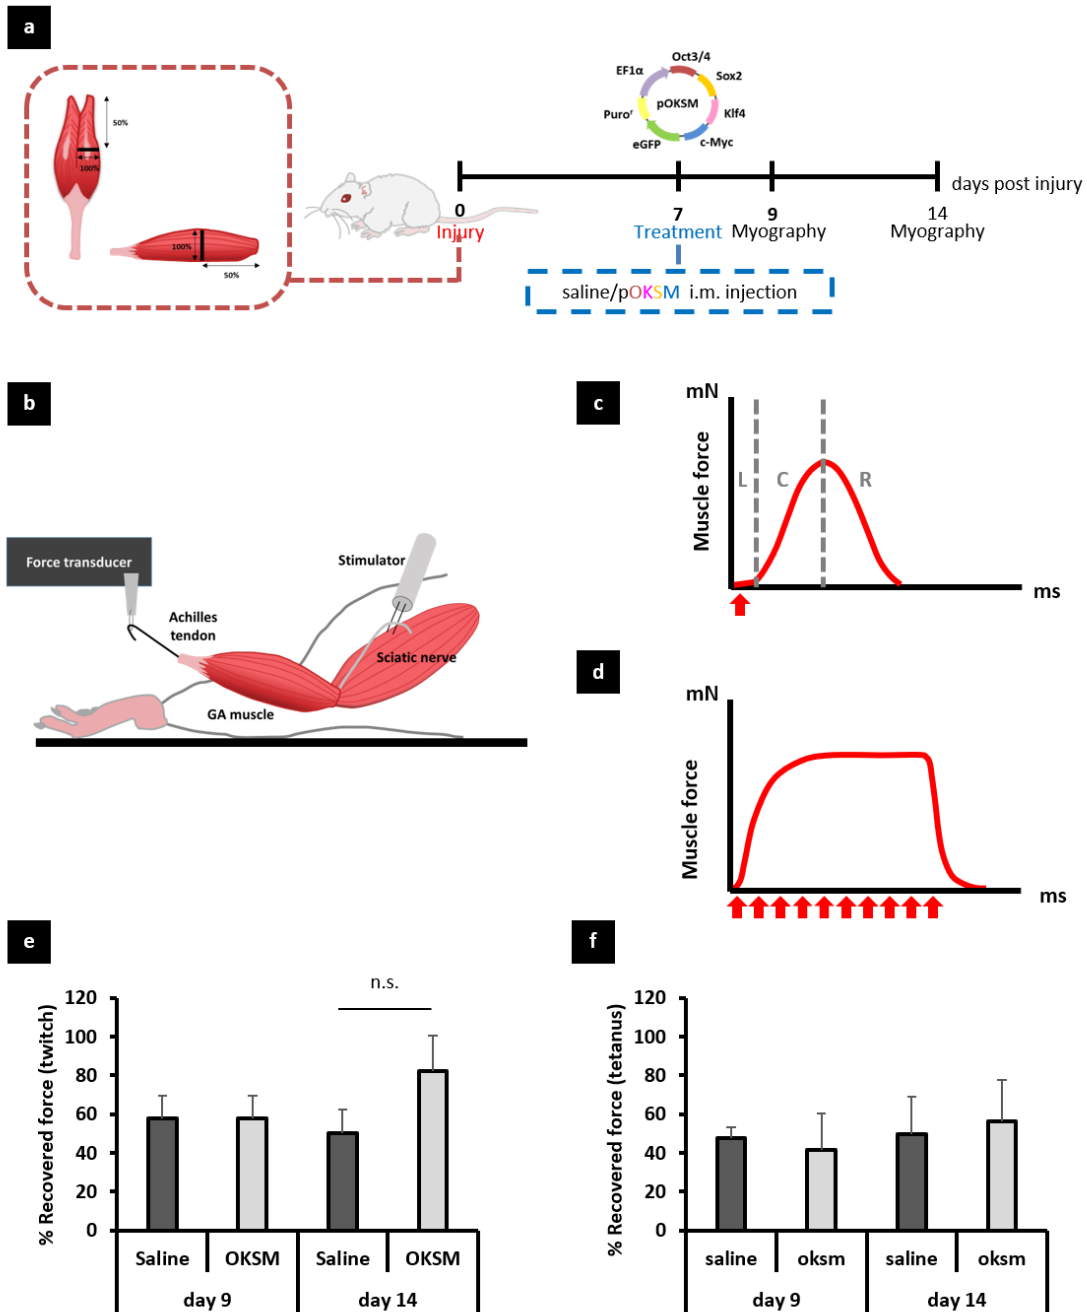 a
50%
100%
100%
50%
Oct3/4
EF1α
Sox2
pOKSM
Puroʳ
Klf4
eGFP
c-Myc
days post injury
0
7
9
14
Injury
Treatment
Myography
Myography
saline/pOKSM i.m. injection
b
Force transducer
Stimulator
Achilles
tendon
Sciatic nerve
GA muscle
c
mN
Muscle force
L
C
R
ms
d
mN
Muscle force
ms
e
n.s.
% Recovered force (twitch)
120
100
80
60
40
20
0
Saline
OKSM
Saline
OKSM
day 9
day 14
f
% Recovered force (tetanus)
120
100
80
60
40
20
0
saline
oksm
saline
oksm
day 9
day 14